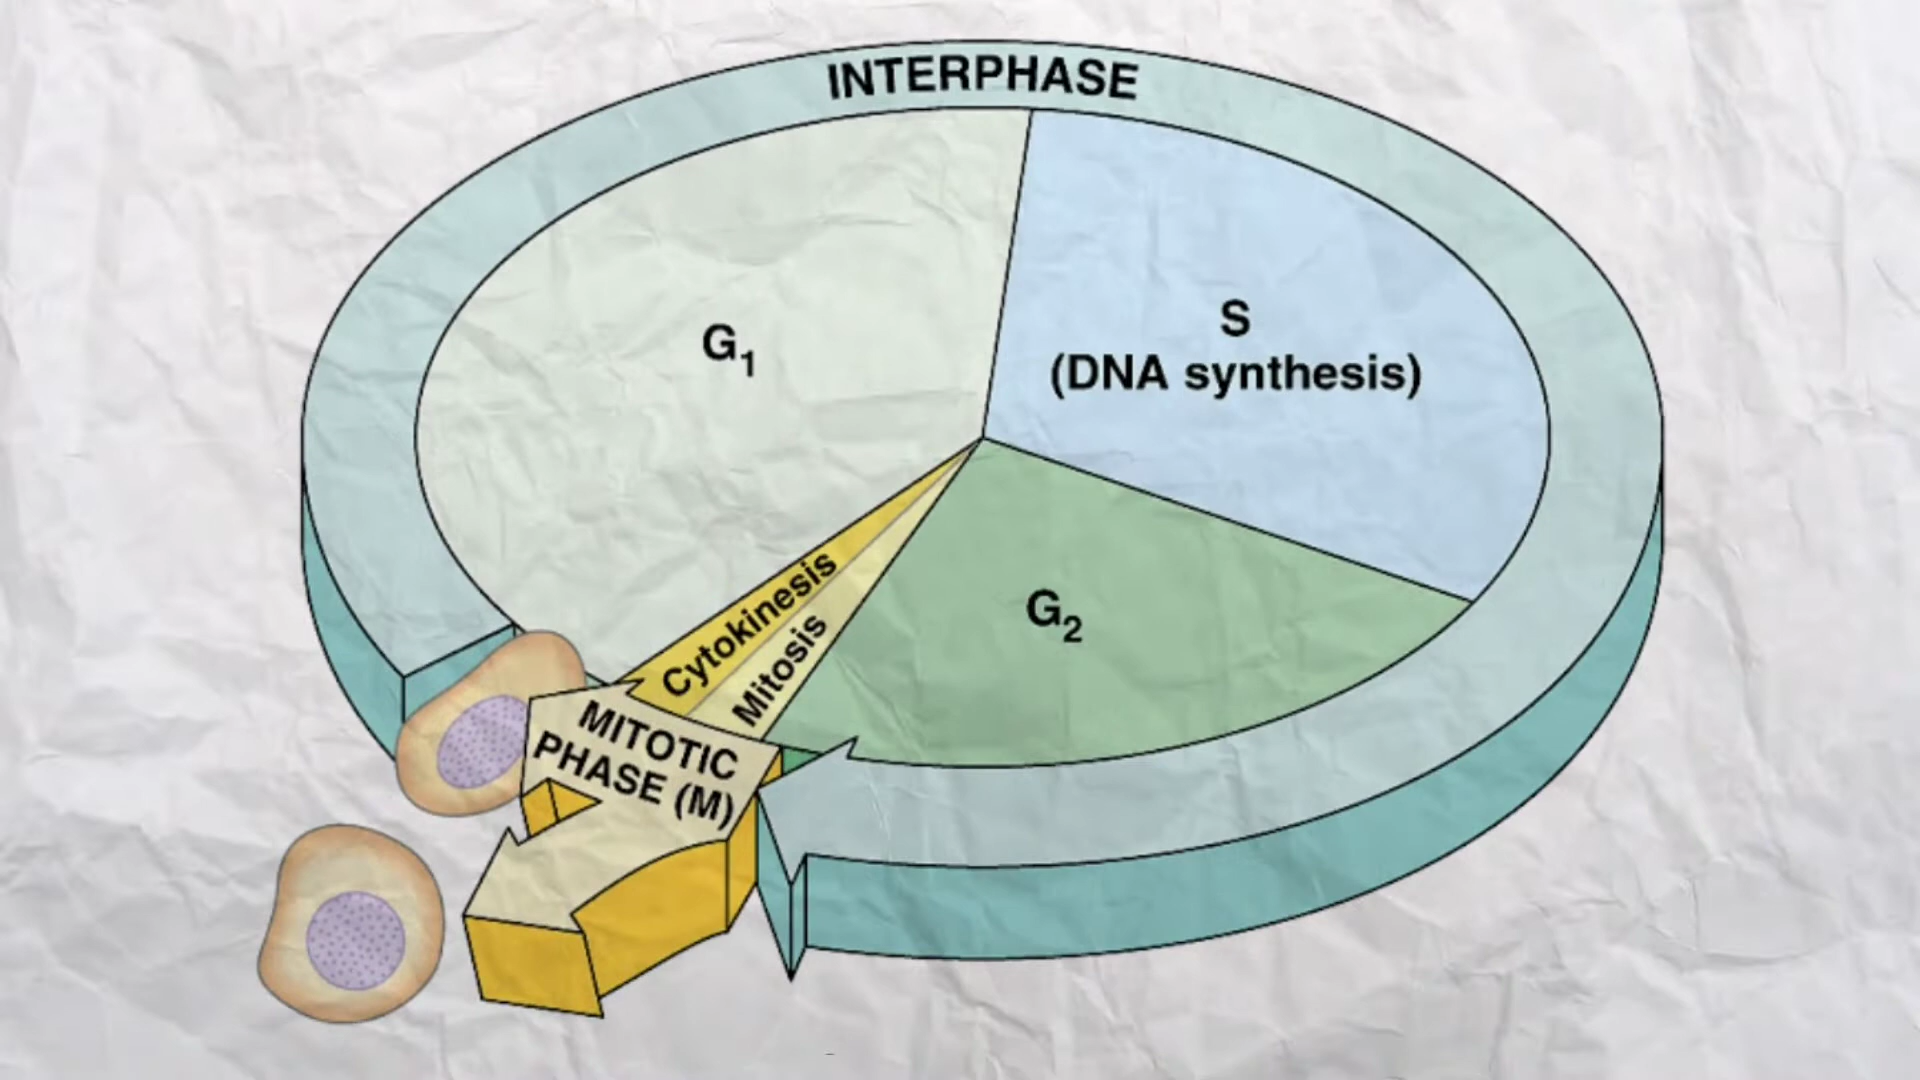 INTERPHASE
G₁
S
(DNA synthesis)
G₂
Cytokinesis
Mitosis
MITOTIC
PHASE (M)